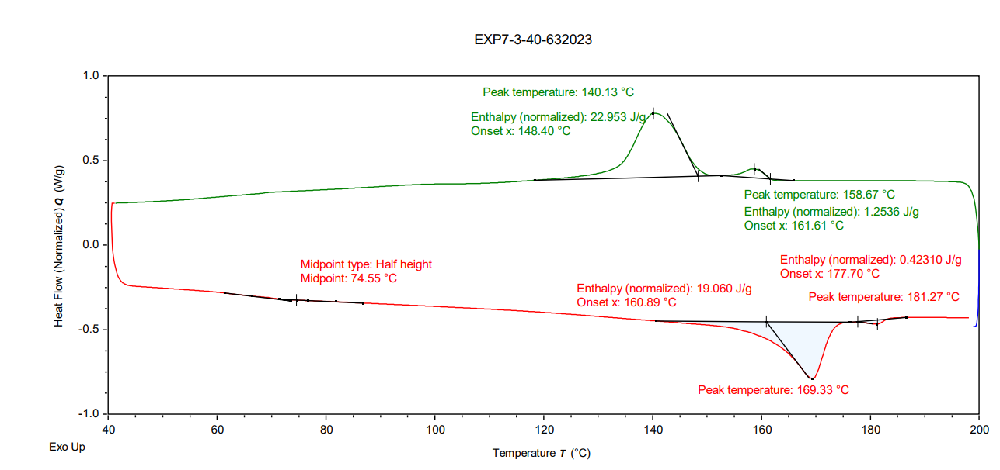 EXP7-3-40-632023
1.0
0.5
0.0
-0.5
-1.0
Heat Flow (Normalized) Q (W/g)
Peak temperature: 140.13 °C
Enthalpy (normalized): 22.953 J/g
Onset x: 148.40 °C
Peak temperature: 158.67 °C
Enthalpy (normalized): 1.2536 J/g
Onset x: 161.61 °C
Midpoint type: Half height
Midpoint: 74.55 °C
Enthalpy (normalized): 0.42310 J/g
Onset x: 177.70 °C
Enthalpy (normalized): 19.060 J/g
Onset x: 160.89 °C
Peak temperature: 181.27 °C
Peak temperature: 169.33 °C
40 60 80 100 120 140 160 180 200
Exo Up
Temperature T (°C)